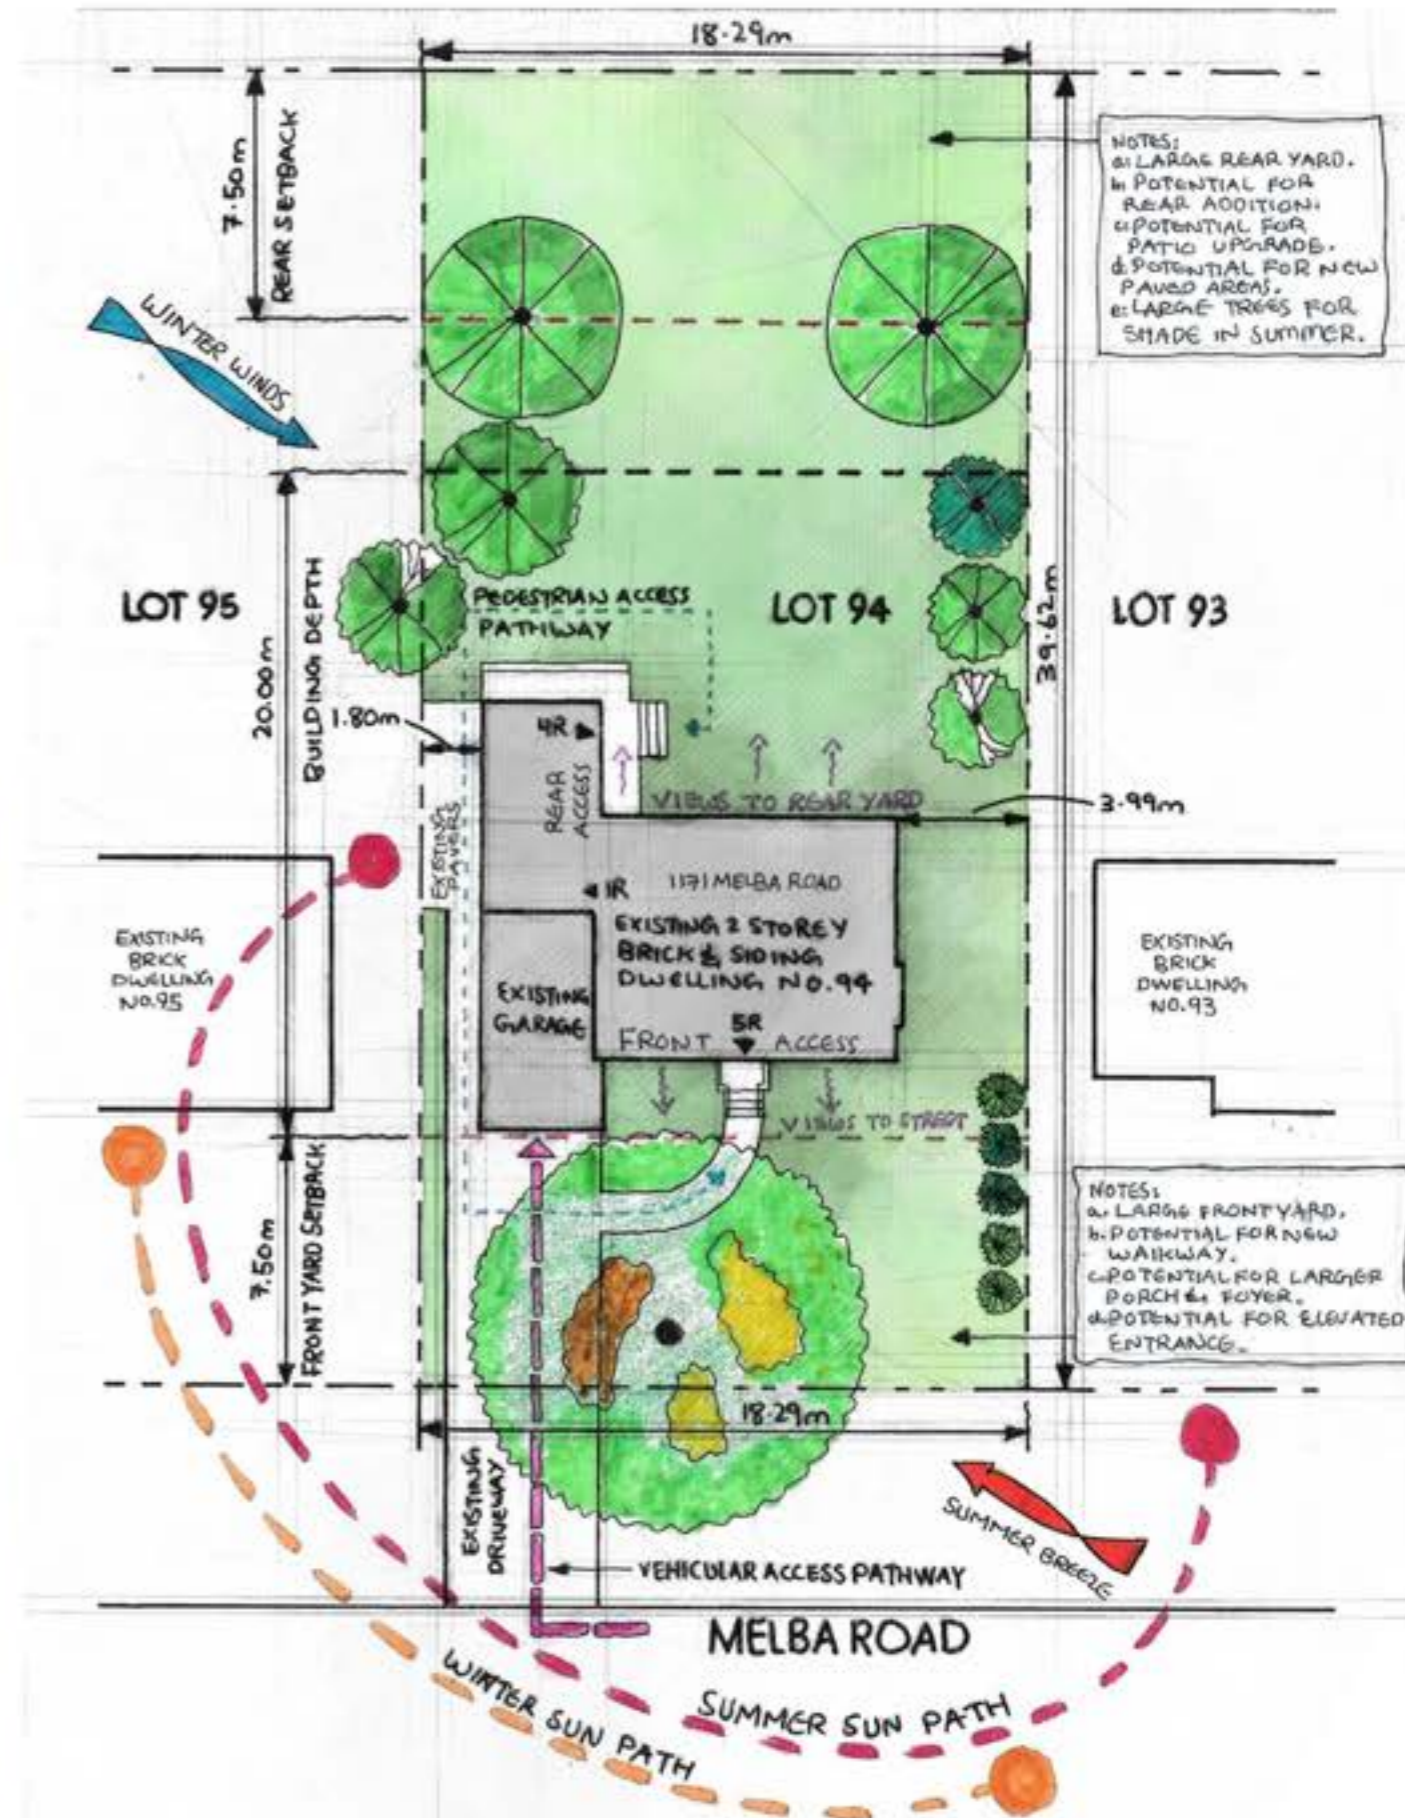 18.29m
7.50m
REAR SETBACK
NOTES:
a: LARGE REAR YARD.
b: POTENTIAL FOR
REAR ADDITION.
c: POTENTIAL FOR
PATIO UPGRADE.
d: POTENTIAL FOR NEW
PAVED AREAS.
e: LARGE TREES FOR
SHADE IN SUMMER.
WINTER WINDS
LOT 95
LOT 94
LOT 93
PEDESTRIAN ACCESS
PATHWAY
20.00m
BUILDING DEPTH
39.62m
1.80m
4R
REAR
ACCESS
VIEWS TO REAR YARD
3.99m
EXISTING
PAVERS
1R
1171 MELBA ROAD
EXISTING 2 STOREY
BRICK & SIDING
DWELLING NO.94
EXISTING
BRICK
DWELLING
NO.95
EXISTING
BRICK
DWELLING
NO.93
EXISTING
GARAGE
5R
FRONT ACCESS
VIEWS TO STREET
7.50m
FRONT YARD SETBACK
NOTES:
a. LARGE FRONT YARD.
b. POTENTIAL FOR NEW
WALKWAY.
c. POTENTIAL FOR LARGER
PORCH & FOYER.
d. POTENTIAL FOR ELEVATED
ENTRANCE.
18.29m
EXISTING
DRIVEWAY
SUMMER BREEZE
VEHICULAR ACCESS PATHWAY
MELBA ROAD
WINTER SUN PATH
SUMMER SUN PATH